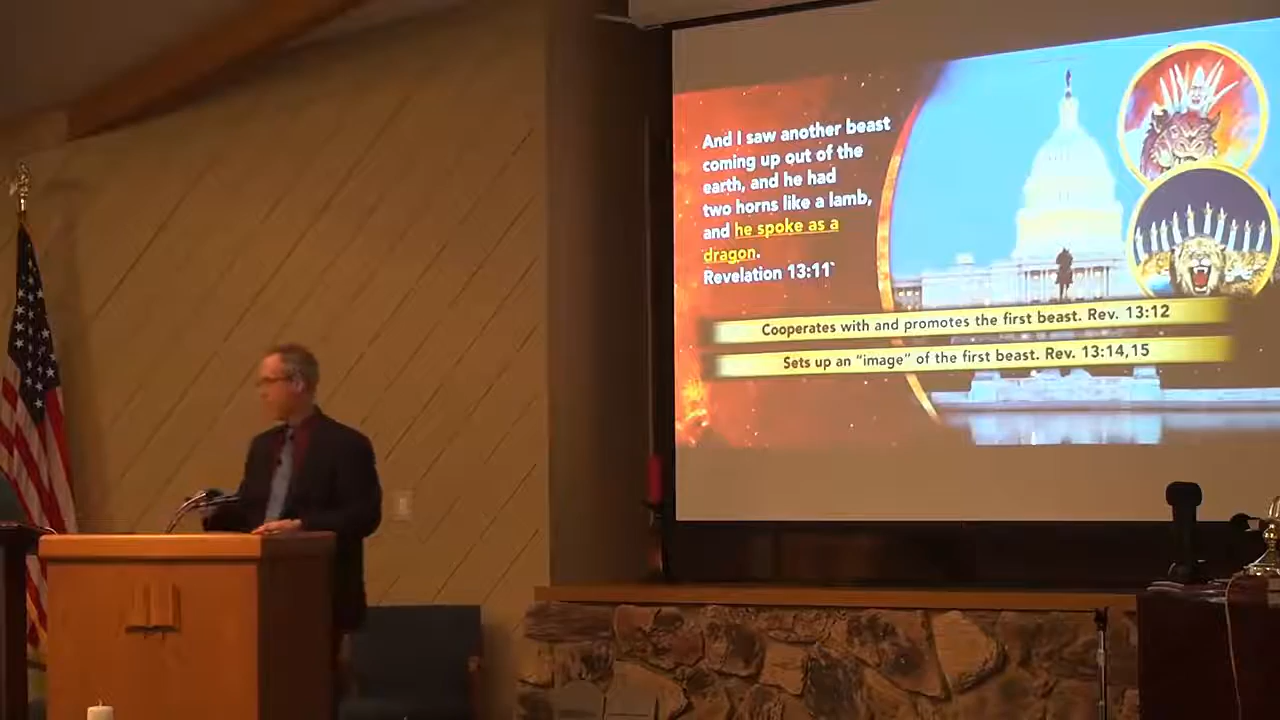 And I saw another beast
coming up out of the
earth, and he had
two horns like a lamb,
and he spoke as a
dragon.
Revelation 13:11`
Cooperates with and promotes the first beast. Rev. 13:12
Sets up an “image” of the first beast. Rev. 13:14,15